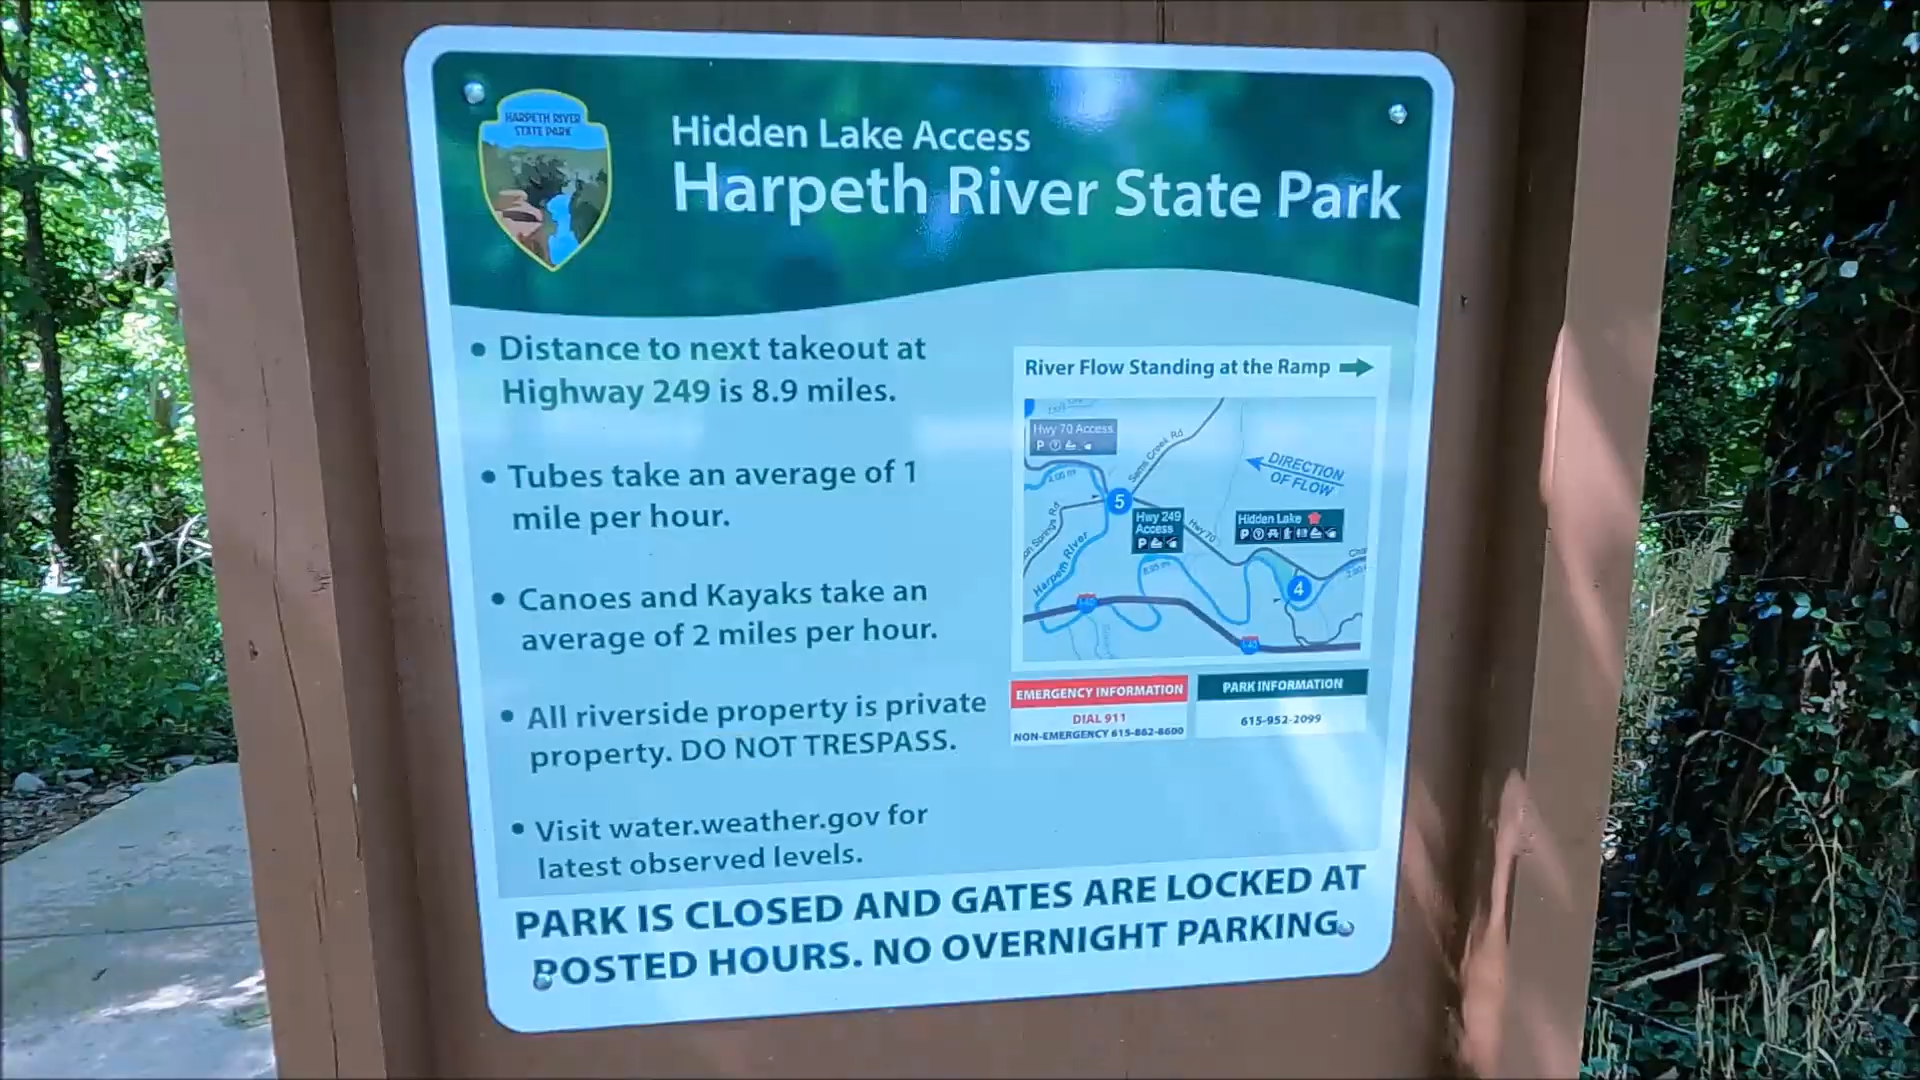 HARPETH RIVER
STATE PARK
Hidden Lake Access
Harpeth River State Park
• Distance to next takeout at
Highway 249 is 8.9 miles.
• Tubes take an average of 1
mile per hour.
• Canoes and Kayaks take an
average of 2 miles per hour.
• All riverside property is private
property. DO NOT TRESPASS.
• Visit water.weather.gov for
latest observed levels.
River Flow Standing at the Ramp
Hwy 70 Access
P
Sams Creek Rd
DIRECTION
OF FLOW
5
Hwy 249
Access
P
Hwy 70
Hidden Lake
P
Springs Rd
Harpeth River
4
EMERGENCY INFORMATION
DIAL 911
NON-EMERGENCY 615-862-8600
PARK INFORMATION
615-952-2099
PARK IS CLOSED AND GATES ARE LOCKED AT
POSTED HOURS. NO OVERNIGHT PARKING.